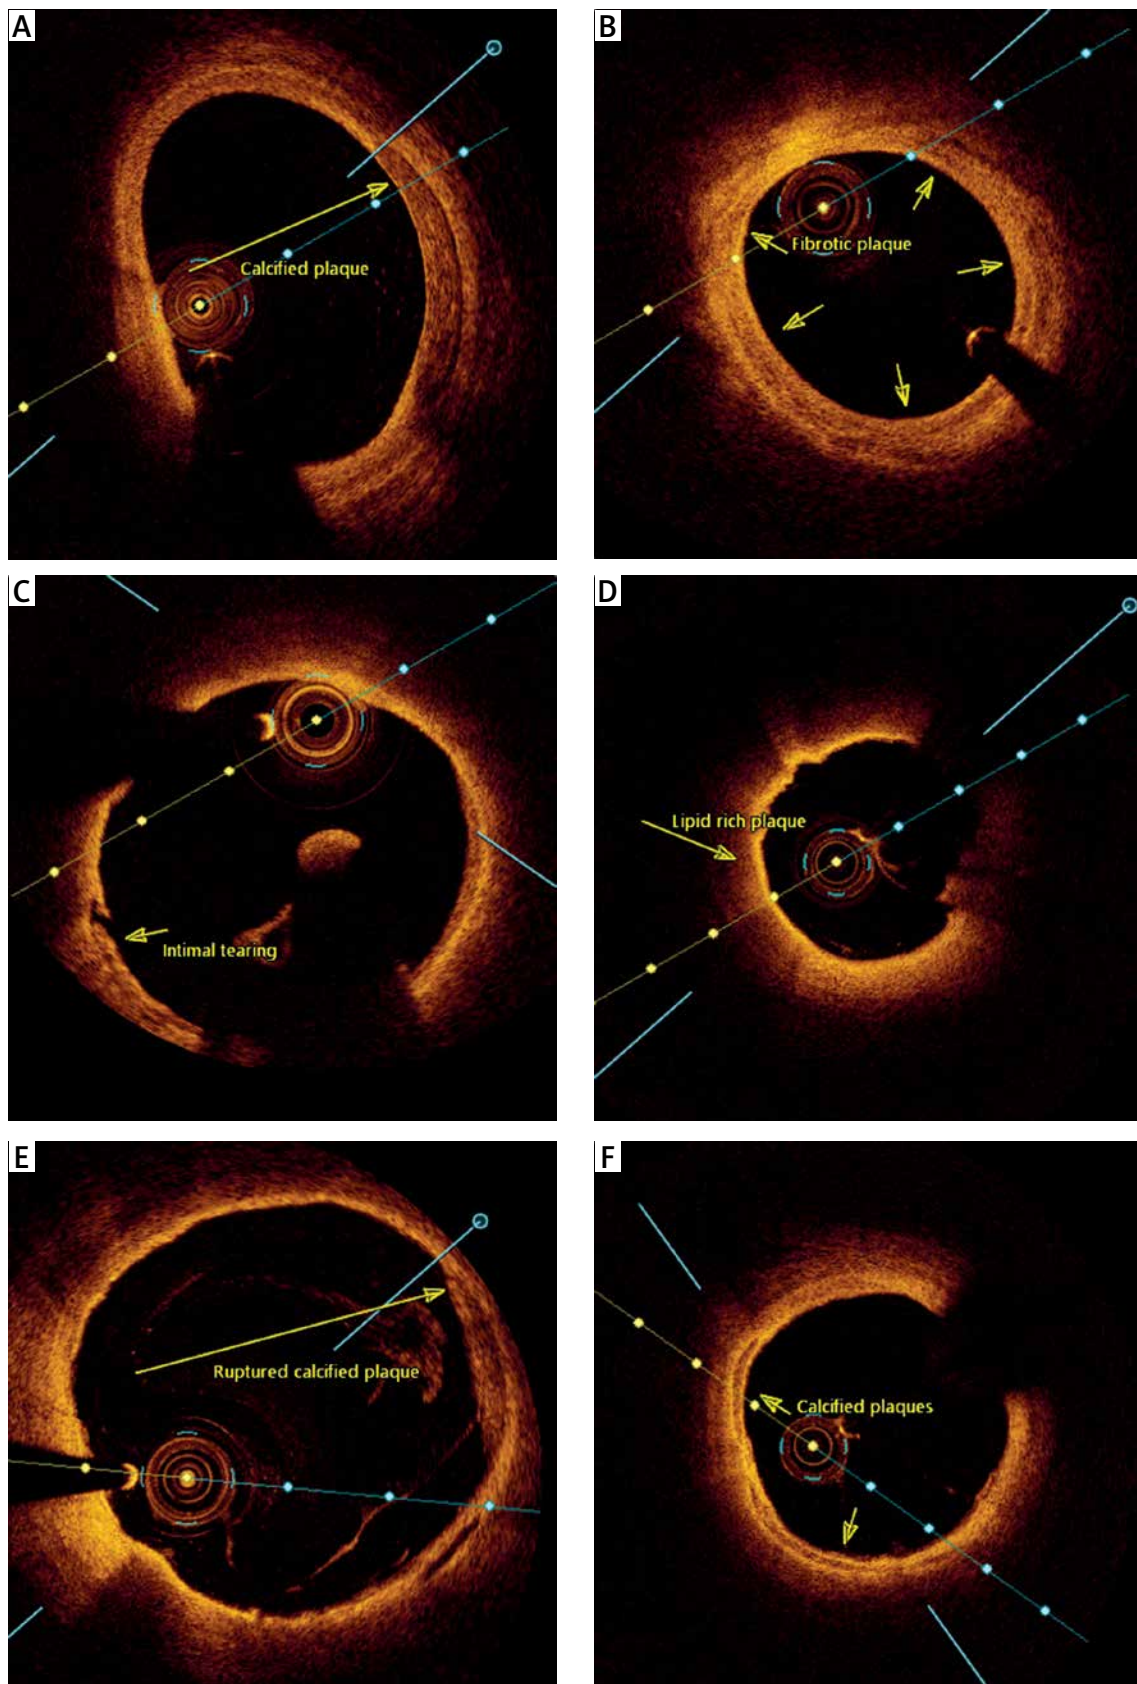 A
Calcified plaque
B
Fibrotic plaque
C
Intimal tearing
D
Lipid rich plaque
E
Ruptured calcified plaque
F
Calcified plaques